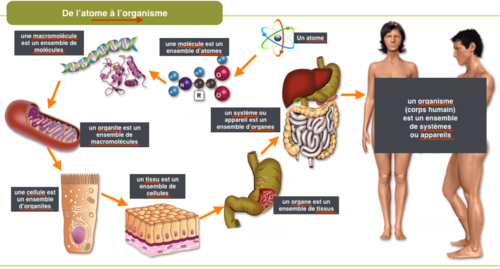 De l'atome à l'organisme
une macromolécule
est un ensemble de
molécules
une molécule est un
ensemble d'atomes
Un atome
R
un système ou
appareil est un
ensemble d'organes
un organisme
(corps humain)
est un ensemble
de systèmes
ou appareils
un organite est un
ensemble de
macromolécules
une cellule est un
ensemble
d'organites
un tissu est un
ensemble de
cellules
un organe est un
ensemble de tissus